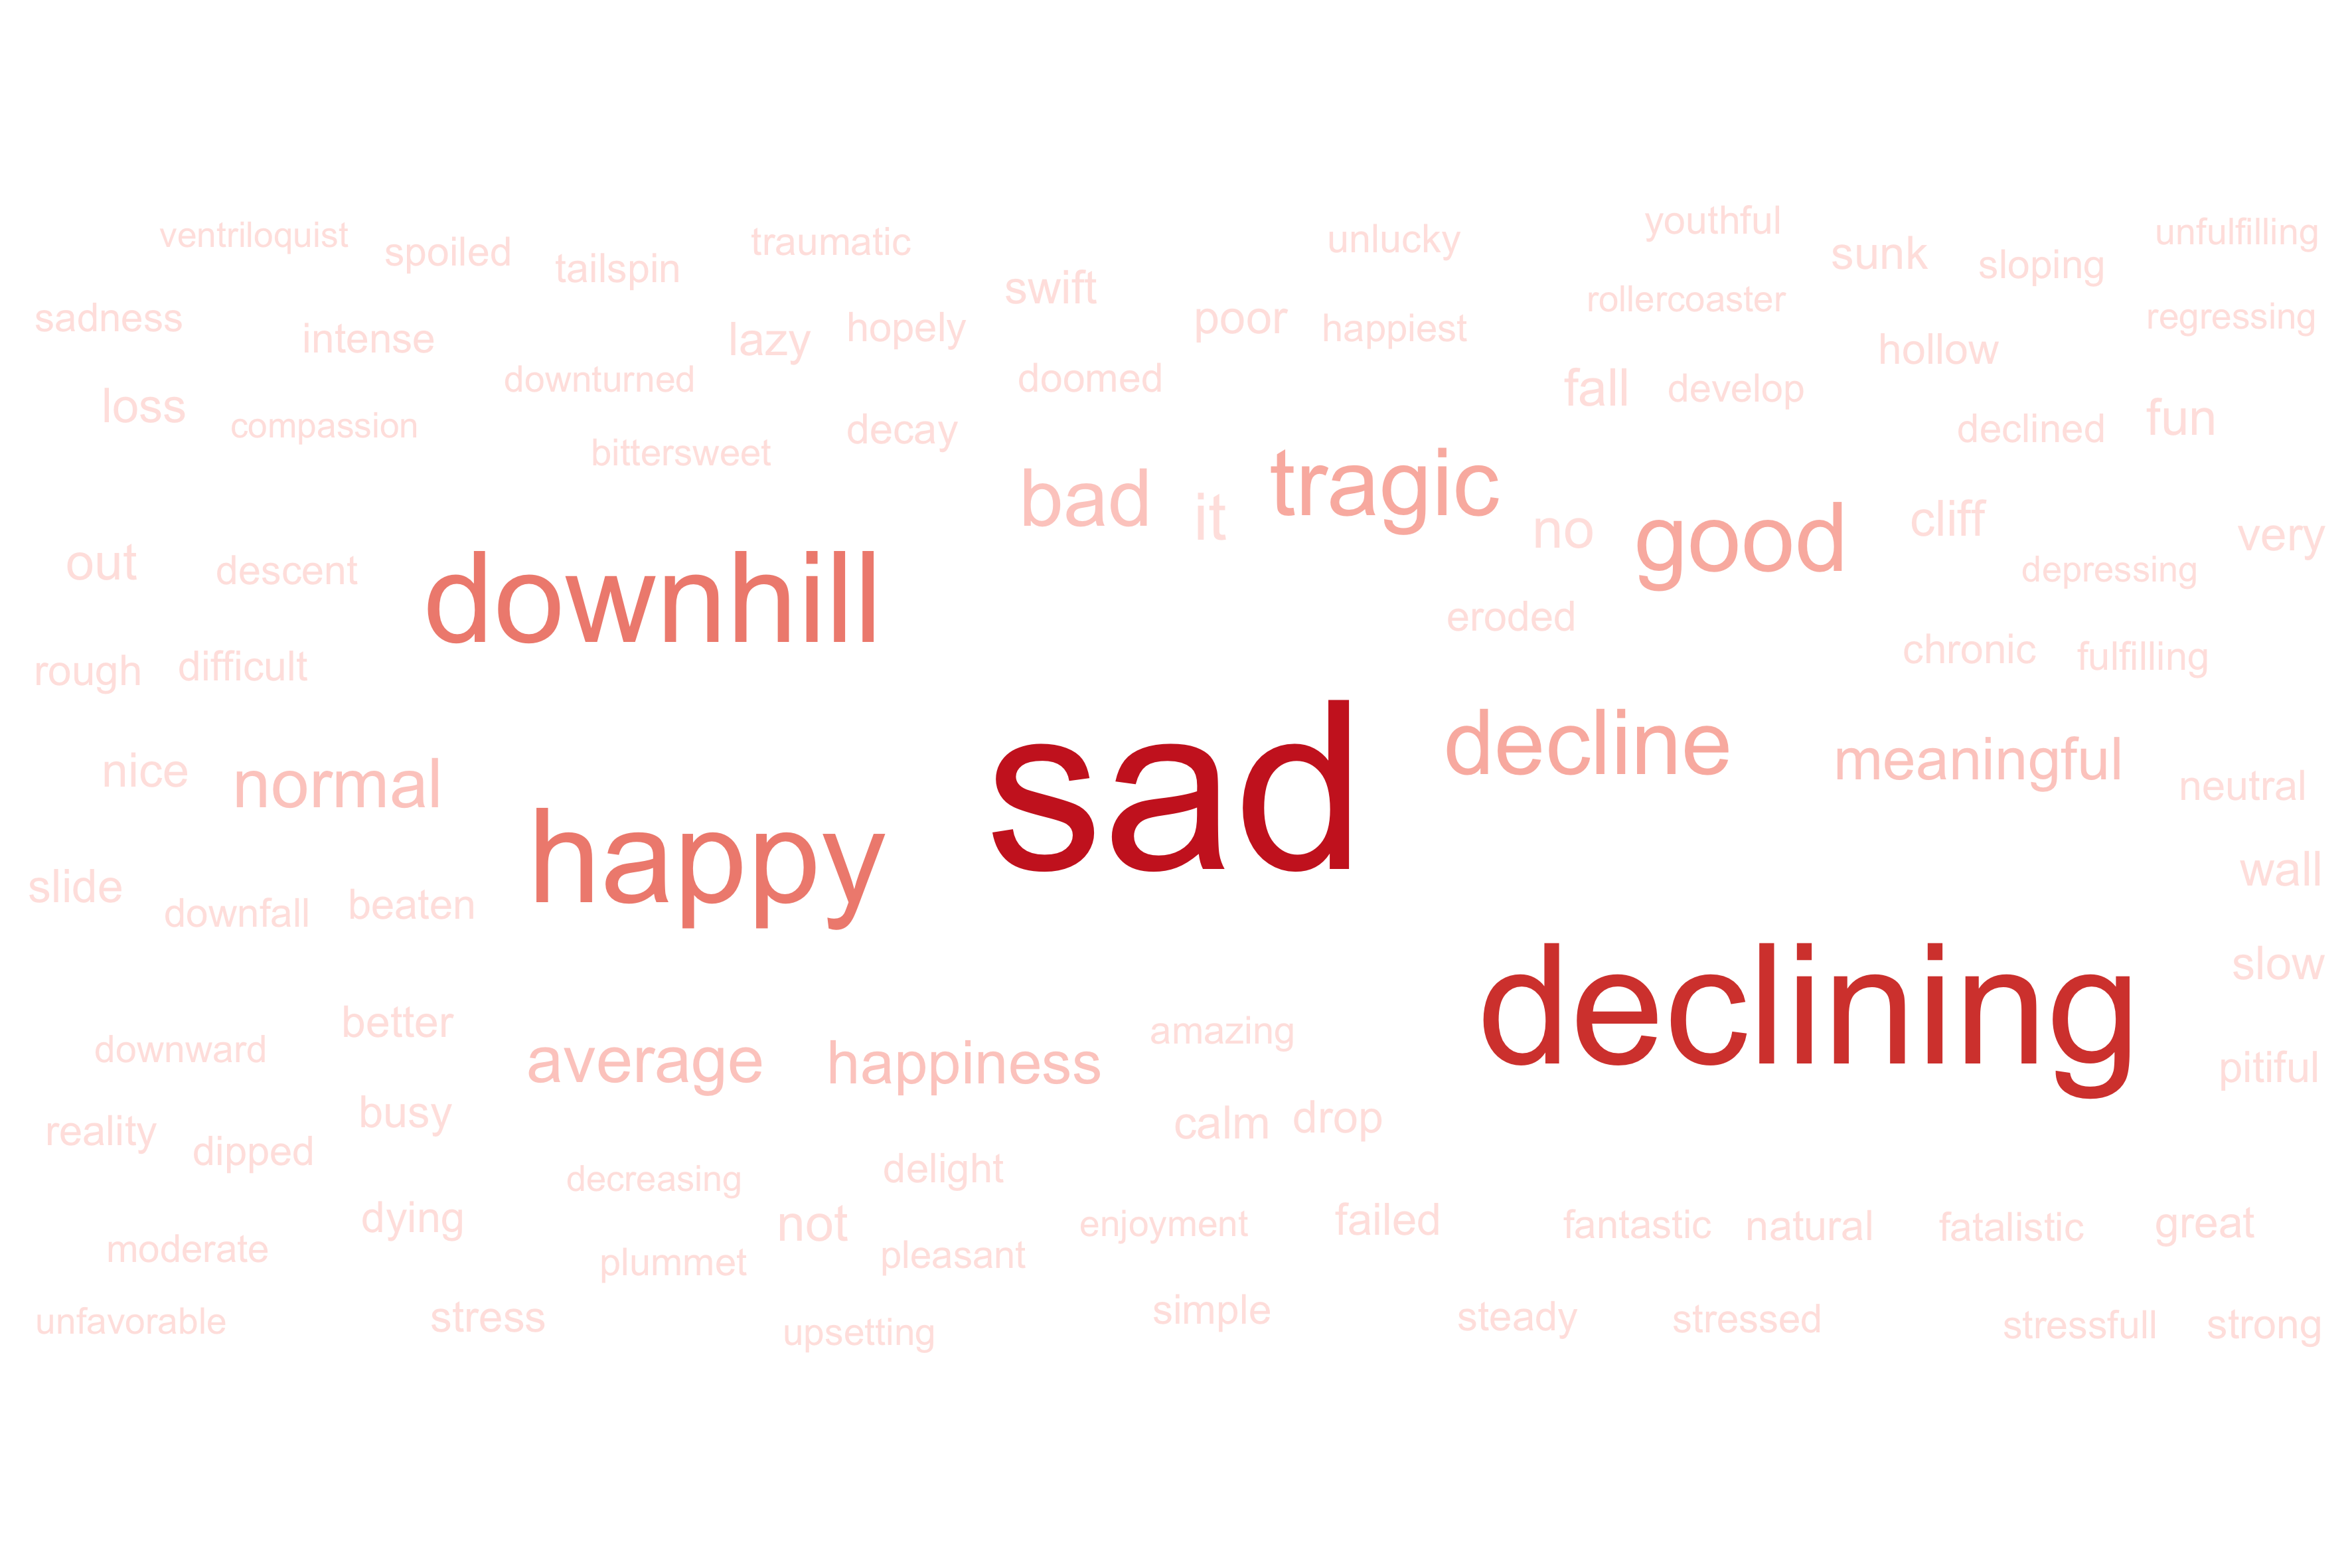 youthful
ventriloquist
spoiled
tailspin
traumatic
unlucky
sunk
sloping
unfulfilling
sadness
intense
lazy
hopely
swift
poor
happiest
rollercoaster
hollow
regressing
loss
compassion
downturned
bittersweet
decay
doomed
fall
develop
declined
fun
bad
it
tragic
no
good
cliff
very
out
descent
downhill
eroded
depressing
rough
difficult
chronic
fulfilling
nice
normal
happy
sad
decline
meaningful
neutral
slide
downfall
beaten
wall
declining
slow
downward
better
average
happiness
amazing
pitiful
reality
dipped
busy
calm
drop
decreasing
delight
dying
not
enjoyment
failed
fantastic
natural
fatalistic
great
moderate
plummet
pleasant
unfavorable
stress
upsetting
simple
steady
stressed
stressfull
strong